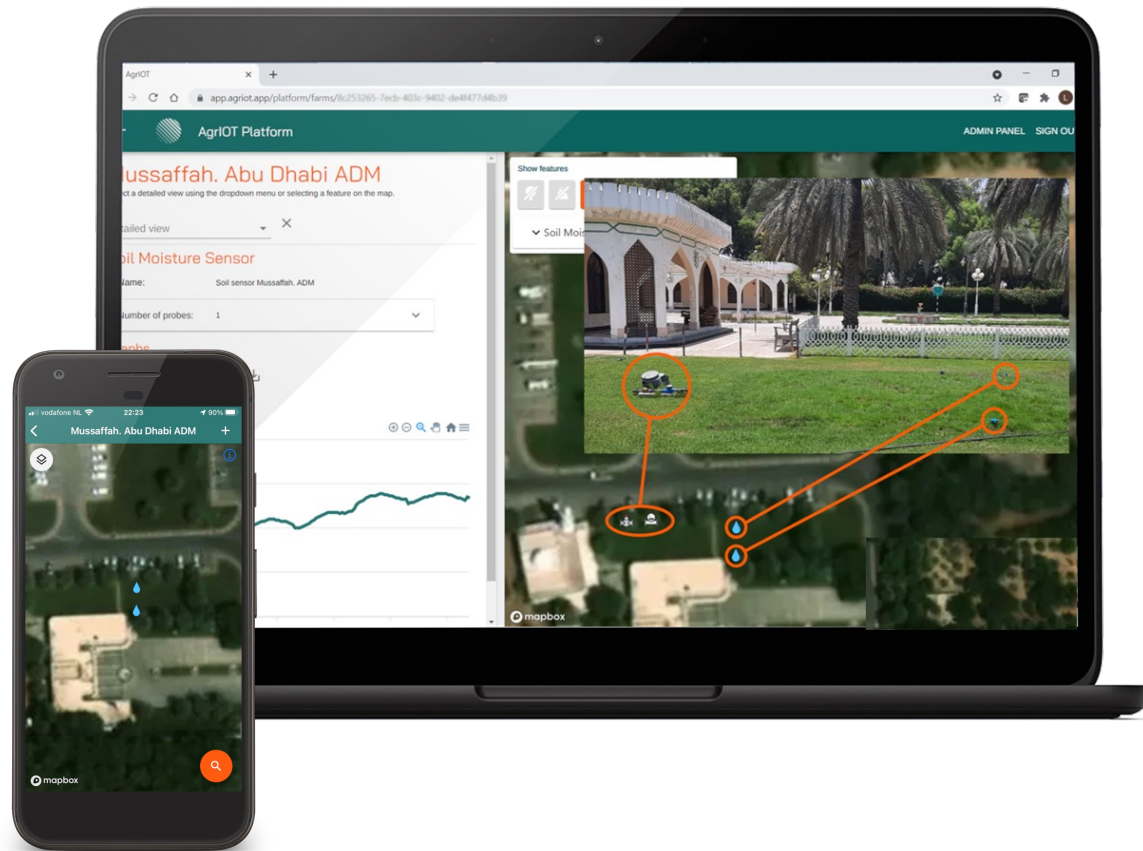 AgrIOT
app.agriot.app/platform/farms/8c253265-7ecb-403c-9402-de4f477d4b39
AgrIOT Platform
ADMIN PANEL SIGN OU
ussaffah. Abu Dhabi ADM
ct a detailed view using the dropdown menu or selecting a feature on the map.
tailed view
oil Moisture Sensor
Name: Soil sensor Mussaffah. ADM
Number of probes: 1
Show features
Soil Mois
mapbox
vodafone NL 22:23 90%
Mussaffah. Abu Dhabi ADM +
mapbox